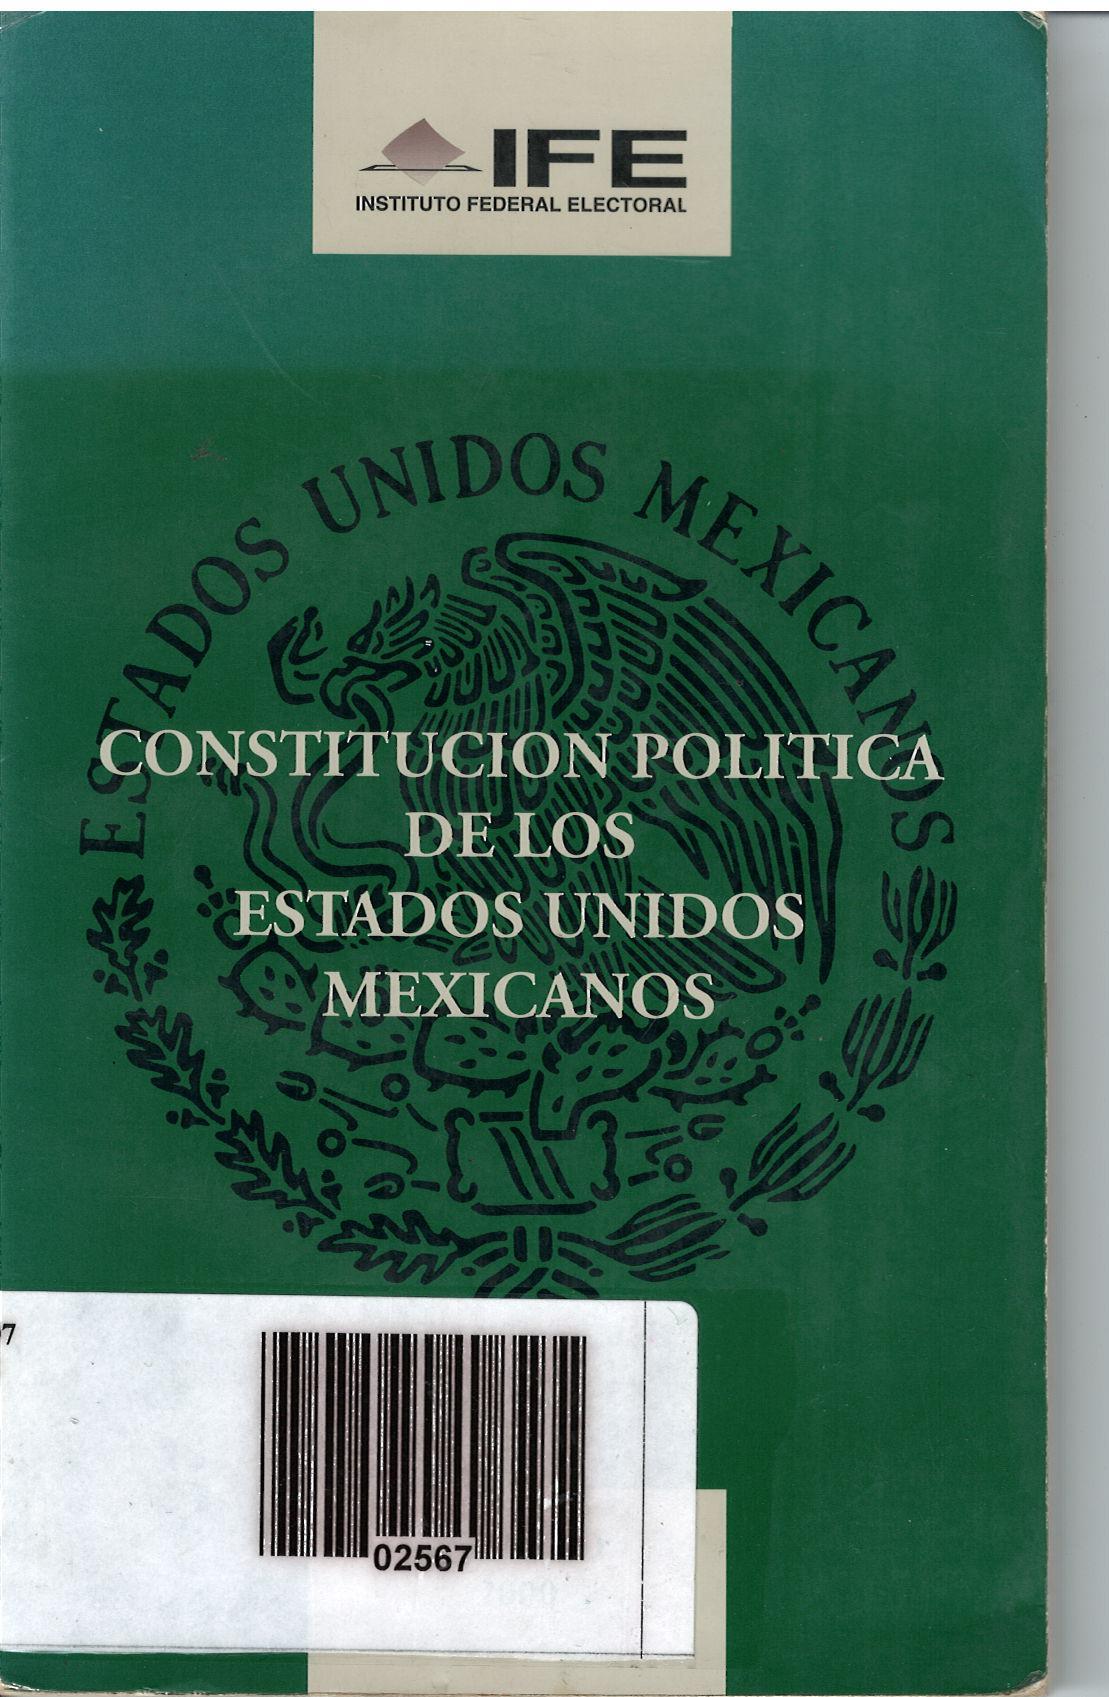 IFE
INSTITUTO FEDERAL ELECTORAL
ESTADOS UNIDOS MEXICANOS
CONSTITUCION POLITICA
DE LOS
ESTADOS UNIDOS
MEXICANOS
02567